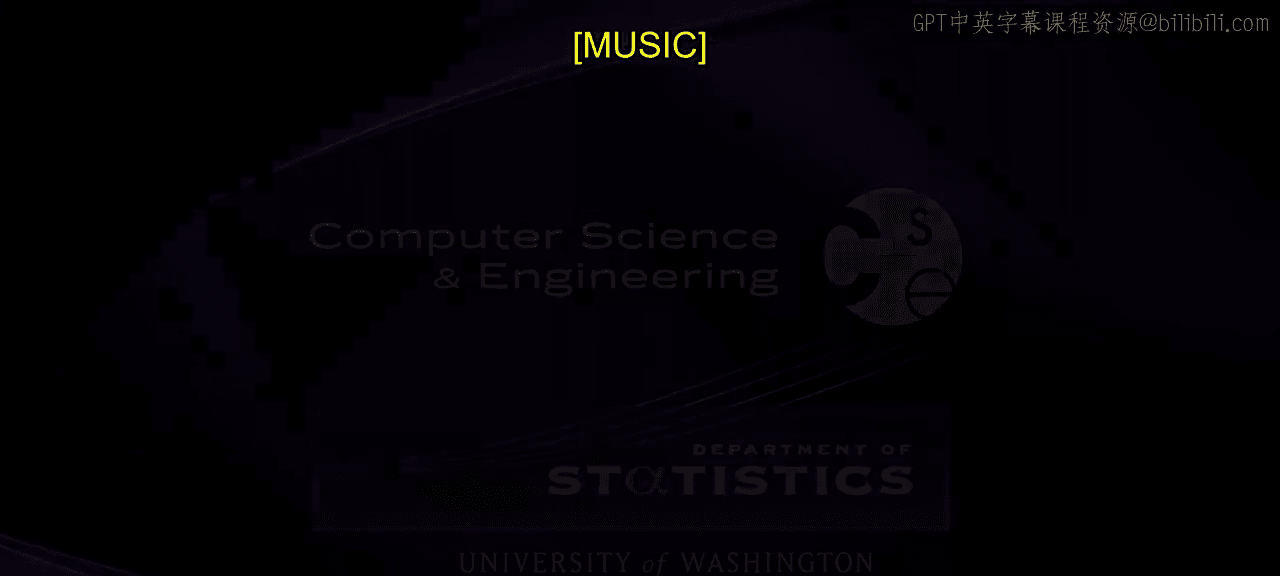 GPT中英字幕课程资源@bilibili.com
[MUSIC]
Computer Science
& Engineering
C S e
DEPARTMENT OF
STαTISTICS
UNIVERSITY of WASHINGTON